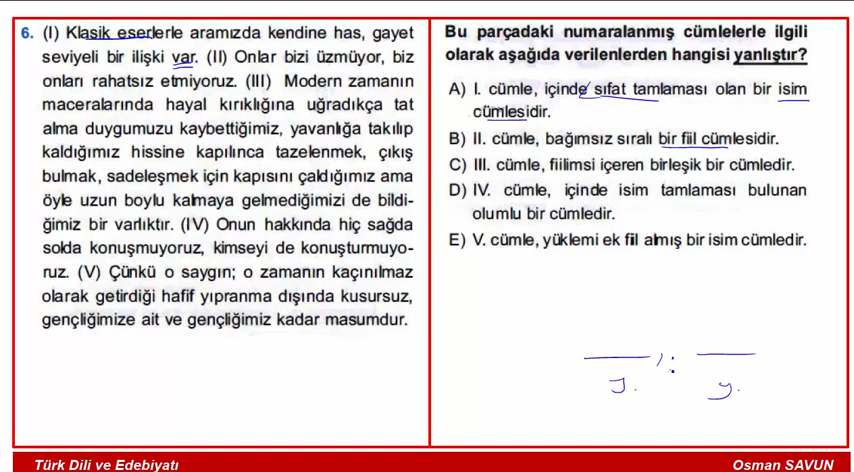 6. (I) Klasik eserlerle aramızda kendine has, gayet
seviyeli bir ilişki var. (II) Onlar bizi üzmüyor, biz
onları rahatsız etmiyoruz. (III) Modern zamanın
maceralarında hayal kırıklığına uğradıkça tat
alma duygumuzu kaybettiğimiz, yavanlığa takılıp
kaldığımız hissine kapılınca tazelenmek, çıkış
bulmak, sadeleşmek için kapısını çaldığımız ama
öyle uzun boylu kalmaya gelmediğimizi de bildi-
ğimiz bir varlıktır. (IV) Onun hakkında hiç sağda
solda konuşmuyoruz, kimseyi de konuşturmuyo-
ruz. (V) Çünkü o saygın; o zamanın kaçınılmaz
olarak getirdiği hafif yıpranma dışında kusursuz,
gençliğimize ait ve gençliğimiz kadar masumdur.
Bu parçadaki numaralanmış cümlelerle ilgili
olarak aşağıda verilenlerden hangisi yanlıştır?
A) I. cümle, içinde sıfat tamlaması olan bir isim
cümlesidir.
B) II. cümle, bağımsız sıralı bir fiil cümlesidir.
C) III. cümle, fiilimsi içeren birleşik bir cümledir.
D) IV. cümle, içinde isim tamlaması bulunan
olumlu bir cümledir.
E) V. cümle, yüklemi ek fiil almış bir isim cümledir.
y.
Türk Dili ve Edebiyatı
Osman SAVUN